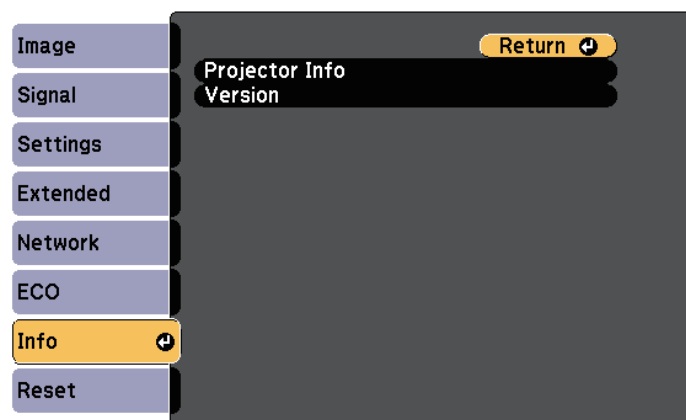 Image
Signal
Settings
Extended
Network
ECO
Info
Reset
Return
Projector Info
Version